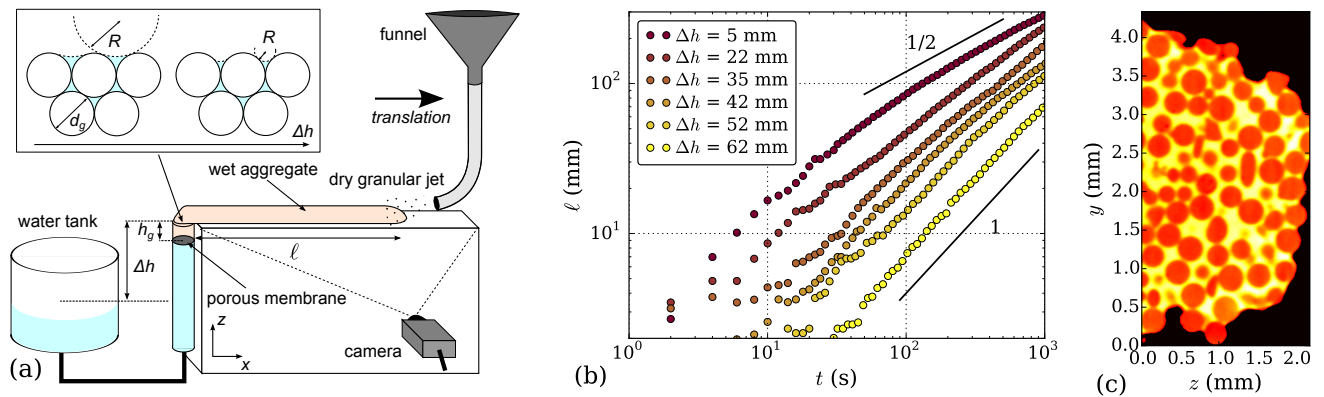 R
R
d_g
Δh
funnel
translation
wet aggregate
dry granular jet
water tank
h_g
Δh
ℓ
porous membrane
z
x
camera
(a)
Δh = 5 mm
Δh = 22 mm
Δh = 35 mm
Δh = 42 mm
Δh = 52 mm
Δh = 62 mm
1/2
1
10^2
10^1
ℓ (mm)
10^0 10^1 10^2 10^3
t (s)
(b)
4.0
3.5
3.0
2.5
2.0
1.5
1.0
0.5
0.0
y (mm)
0.0 0.5 1.0 1.5 2.0
z (mm)
(c)